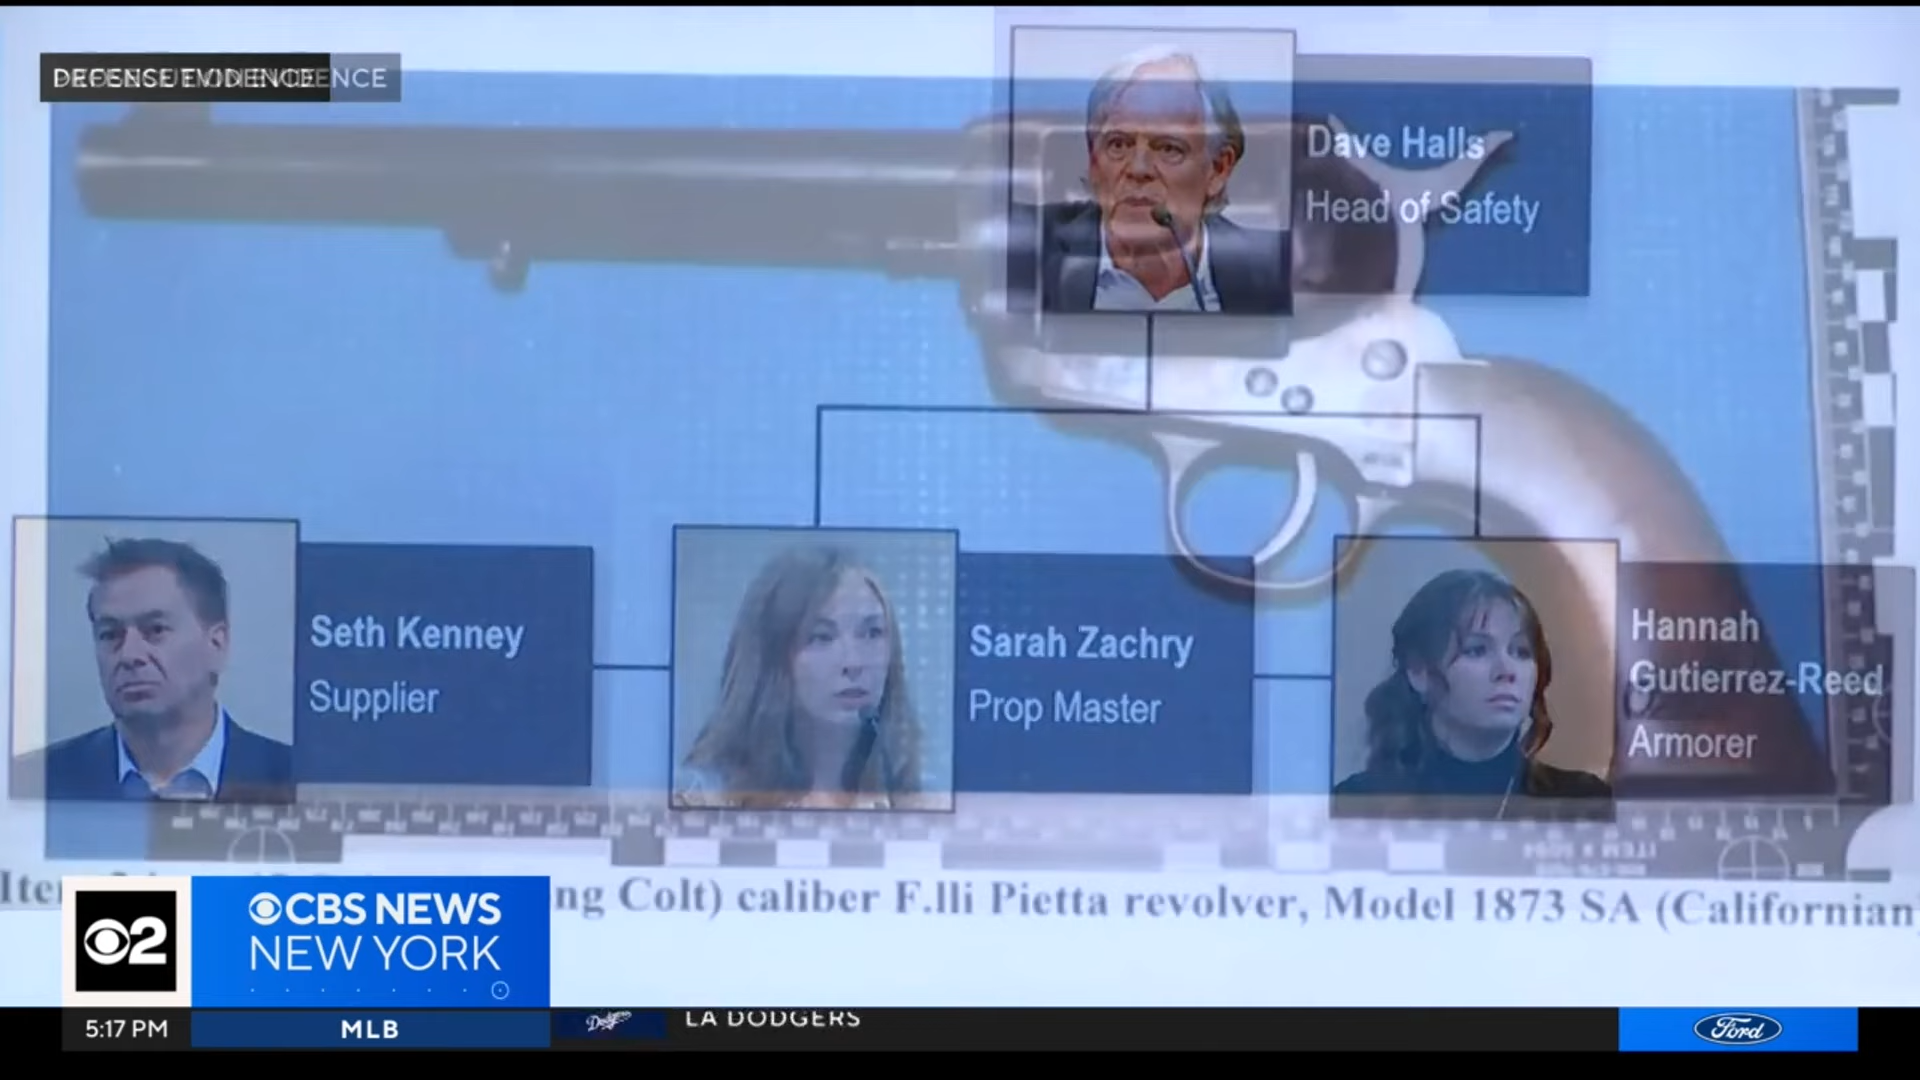 DEFENSE EVIDENCE
Dave Halls
Head of Safety
Seth Kenney
Supplier
Sarah Zachry
Prop Master
Hannah
Gutierrez-Reed
Armorer
ng Colt) caliber F.lli Pietta revolver, Model 1873 SA (Californian)
2
CBS NEWS
NEW YORK
5:17 PM
MLB
Dodgers
LA DODGERS
Ford